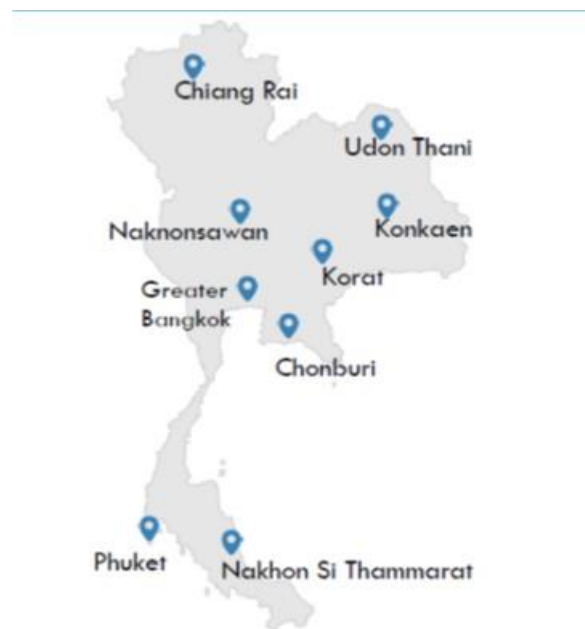 Chiang Rai
Udon Thani
Naknonsawan
Konkaen
Korat
Greater
Bangkok
Chonburi
Phuket
Nakhon Si Thammarat